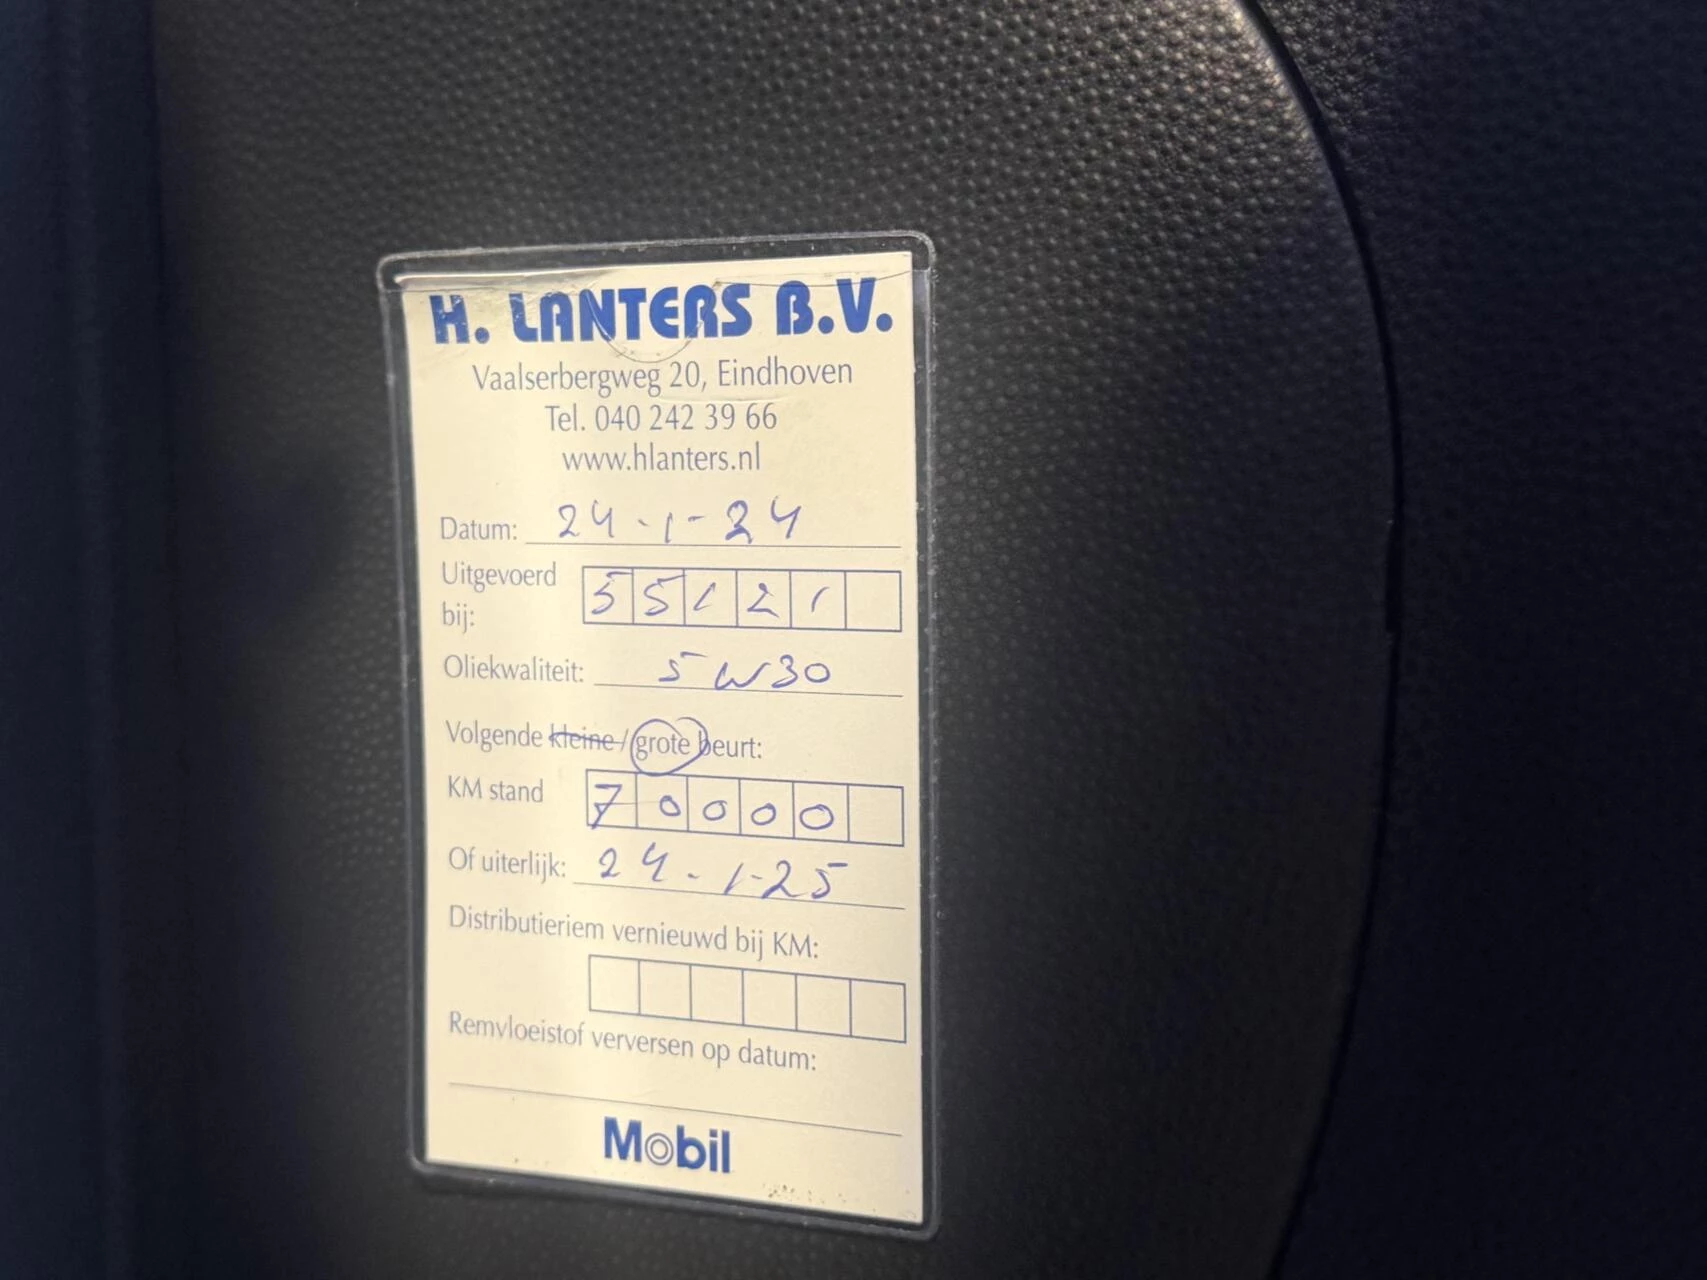 H. LANTERS B.V.
Vaalserbergweg 20, Eindhoven
Tel. 040 242 39 66
www.hlanters.nl
Datum: 24-1-24
Uitgevoerd bij: 55121
Oliekwaliteit: 5W30
Volgende kleine/grote beurt:
KM stand 70000
Of uiterlijk: 24-1-25
Distributieriem vernieuwd bij KM:
Remvloeistof verversen op datum:
Mobil